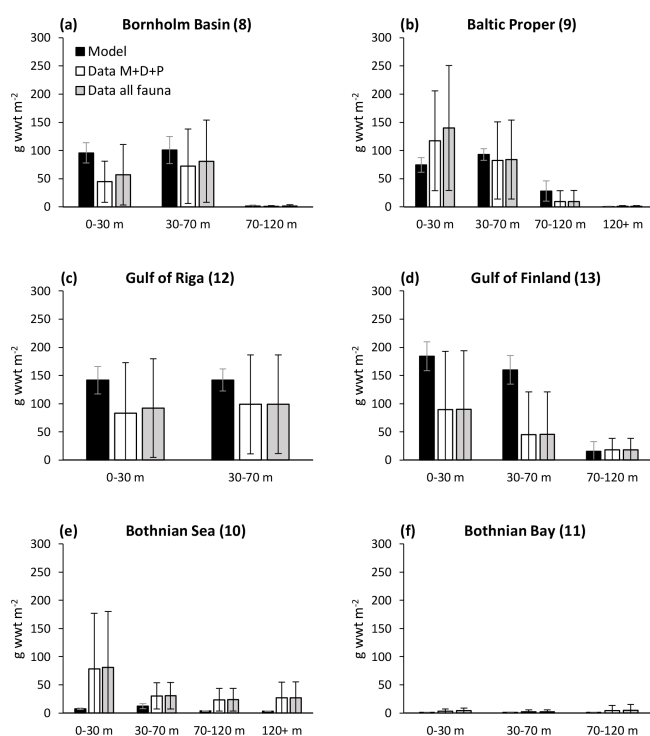 (a) Bornholm Basin (8)
g wwt m-2
300
250
200
150
100
50
0
Model
Data M+D+P
Data all fauna
0-30 m 30-70 m 70-120 m
(b) Baltic Proper (9)
g wwt m-2
300
250
200
150
100
50
0
0-30 m 30-70 m 70-120 m 120+ m
(c) Gulf of Riga (12)
g wwt m-2
300
250
200
150
100
50
0
0-30 m 30-70 m
(d) Gulf of Finland (13)
g wwt m-2
300
250
200
150
100
50
0
0-30 m 30-70 m 70-120 m
(e) Bothnian Sea (10)
g wwt m-2
300
250
200
150
100
50
0
0-30 m 30-70 m 70-120 m 120+ m
(f) Bothnian Bay (11)
g wwt m-2
300
250
200
150
100
50
0
0-30 m 30-70 m 70-120 m